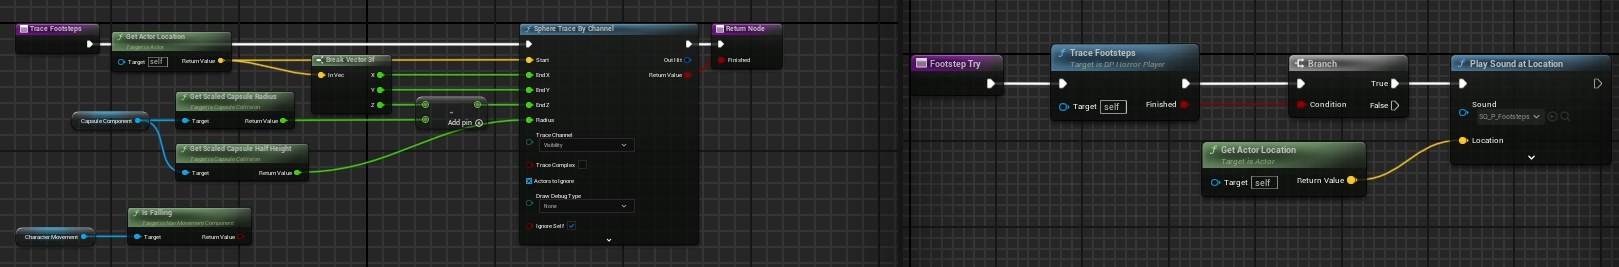 Trace Footsteps
Get Actor Location
Target is Actor
Target self Return Value
Break Vector 3f
In Vec X
Y
Z
Get Scaled Capsule Radius
Target is Capsule Collision
Target Return Value
Capsule Component
Get Scaled Capsule Half Height
Target is Capsule Collision
Target Return Value
-
Add pin
Is Falling
Target is Nav Movement Component
Target Return Value
Character Movement
Sphere Trace By Channel
Start Out Hit
End X Return Value
End Y
End Z
Radius
Trace Channel
Visibility
Trace Complex
Actors to Ignore
Draw Debug Type
None
Ignore Self
Return Node
Finished
Footstep Try
Trace Footsteps
Target is BP Horror Player
Target self Finished
Branch
True
Condition False
Get Actor Location
Target is Actor
Target self Return Value
Play Sound at Location
Sound
SQ_P_Footsteps
Location